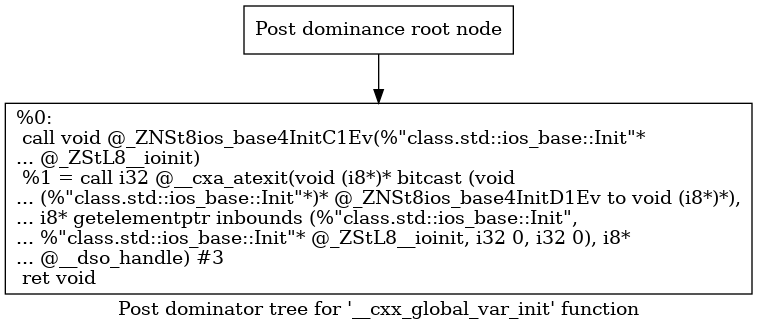 Post dominance root node
%0:
call void @_ZNSt8ios_base4InitC1Ev(%"class.std::ios_base::Init"*
... @_ZStL8__ioinit)
%1 = call i32 @__cxa_atexit(void (i8*)* bitcast (void
... (%"class.std::ios_base::Init"*)* @_ZNSt8ios_base4InitD1Ev to void (i8*)*),
... i8* getelementptr inbounds (%"class.std::ios_base::Init",
... %"class.std::ios_base::Init"* @_ZStL8__ioinit, i32 0, i32 0), i8*
... @__dso_handle) #3
ret void
Post dominator tree for '__cxx_global_var_init' function